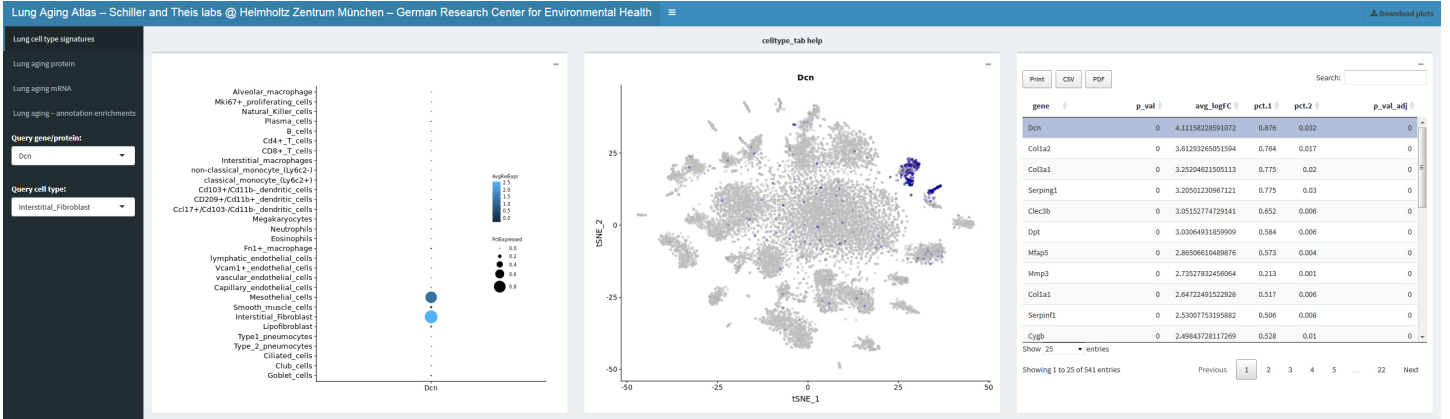 Lung Aging Atlas – Schiller and Theis labs @ Helmholtz Zentrum München – German Research Center for Environmental Health
Download plots
Lung cell type signatures
Lung aging protein
Lung aging mRNA
Lung aging – annotation enrichments
Query gene/protein:
Dcn
Query cell type:
Interstitial_Fibroblast
celltype_tab help
Alveolar_macrophage
Mki67+_proliferating_cells
Natural_Killer_cells
Plasma_cells
B_cells
Cd4+_T_cells
CD8+_T_cells
Interstitial_macrophages
non-classical_monocyte_(Ly6c2-)
classical_monocyte_(Ly6c2+)
Cd103+/Cd11b-_dendritic_cells
CD209+/Cd11b+_dendritic_cells
Ccl17+/Cd103-/Cd11b-_dendritic_cells
Megakaryocytes
Neutrophils
Eosinophils
Fn1+_macrophage
lymphatic_endothelial_cells
Vcam1+_endothelial_cells
vascular_endothelial_cells
Capillary_endothelial_cells
Mesothelial_cells
Smooth_muscle_cells
Interstitial_Fibroblast
Lipofibroblast
Type1_pneumocytes
Type_2_pneumocytes
Ciliated_cells
Club_cells
Goblet_cells
Dcn
AvgRelExpr
2.5
2.0
1.5
1.0
0.5
0.0
PctExpressed
0.0
0.2
0.4
0.6
0.8
Dcn
tSNE_2
25
0
-25
-50
-50 -25 0 25 50
tSNE_1
Print CSV PDF Search:
gene p_val avg_logFC pct.1 pct.2 p_val_adj
Dcn 0 4.11158228591072 0.876 0.032 0
Col1a2 0 3.61293265051594 0.764 0.017 0
Col3a1 0 3.25204621505113 0.775 0.02 0
Serping1 0 3.20501230967121 0.775 0.03 0
Clec3b 0 3.05152774729141 0.652 0.006 0
Dpt 0 3.03064931859909 0.584 0.006 0
Mfap5 0 2.86506610489876 0.573 0.004 0
Mmp3 0 2.73527832456064 0.213 0.001 0
Col1a1 0 2.64722491522928 0.517 0.006 0
Serpinf1 0 2.53007753195882 0.506 0.008 0
Cygb 0 2.49843728117269 0.528 0.01 0
Show 25 entries
Showing 1 to 25 of 541 entries
Previous 1 2 3 4 5 ... 22 Next